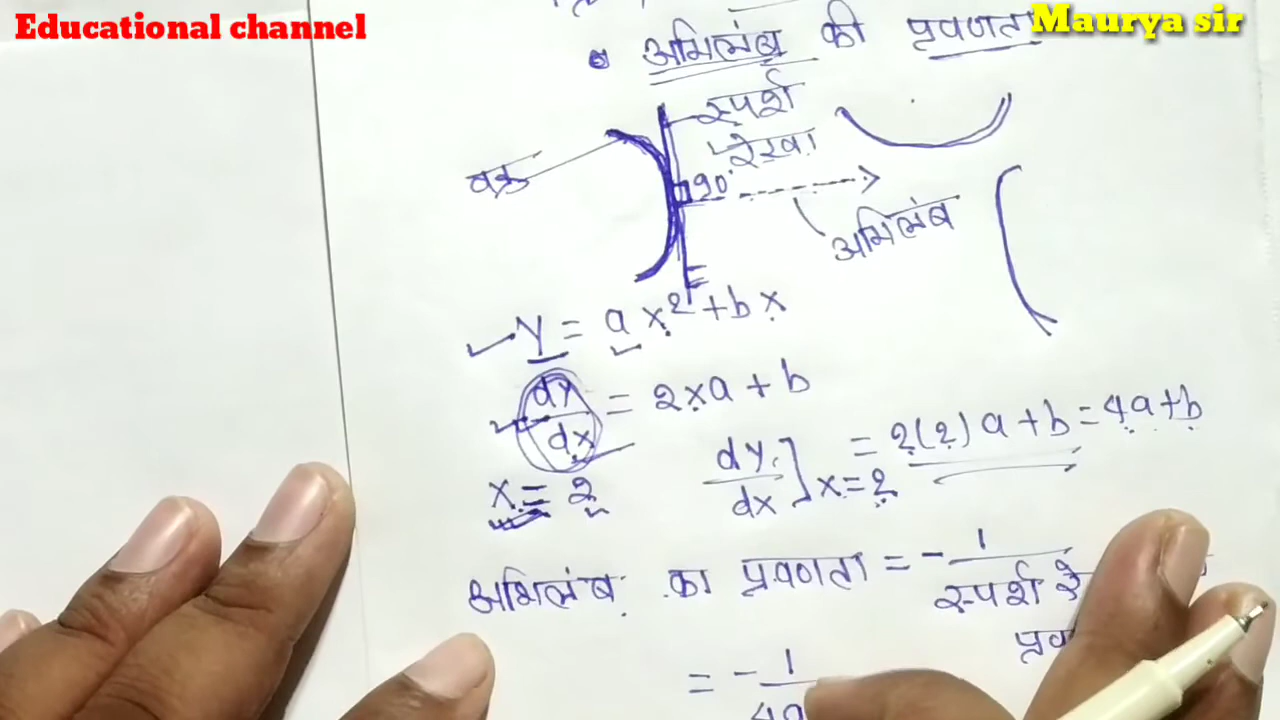 Educational channel
Maurya sir
अभिलंब की प्रवणता
स्पर्श
रेखा
वक्र
90°
अभिलंब
y = ax²+bx
dy/dx = 2xa + b
x = 2
dy/dx]x=2 = 2(2)a+b = 4a+b
अभिलंब का प्रवणता = -1/स्पर्श रे
प्रव
= -1/4a